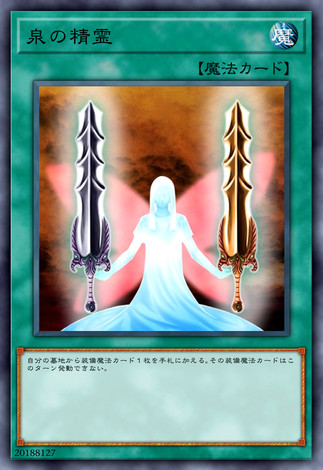 泉の精霊
魔
【魔法カード】
自分の墓地から装備魔法カード１枚を手札に加える。その装備魔法カードはこ
のターン発動できない。
20188127